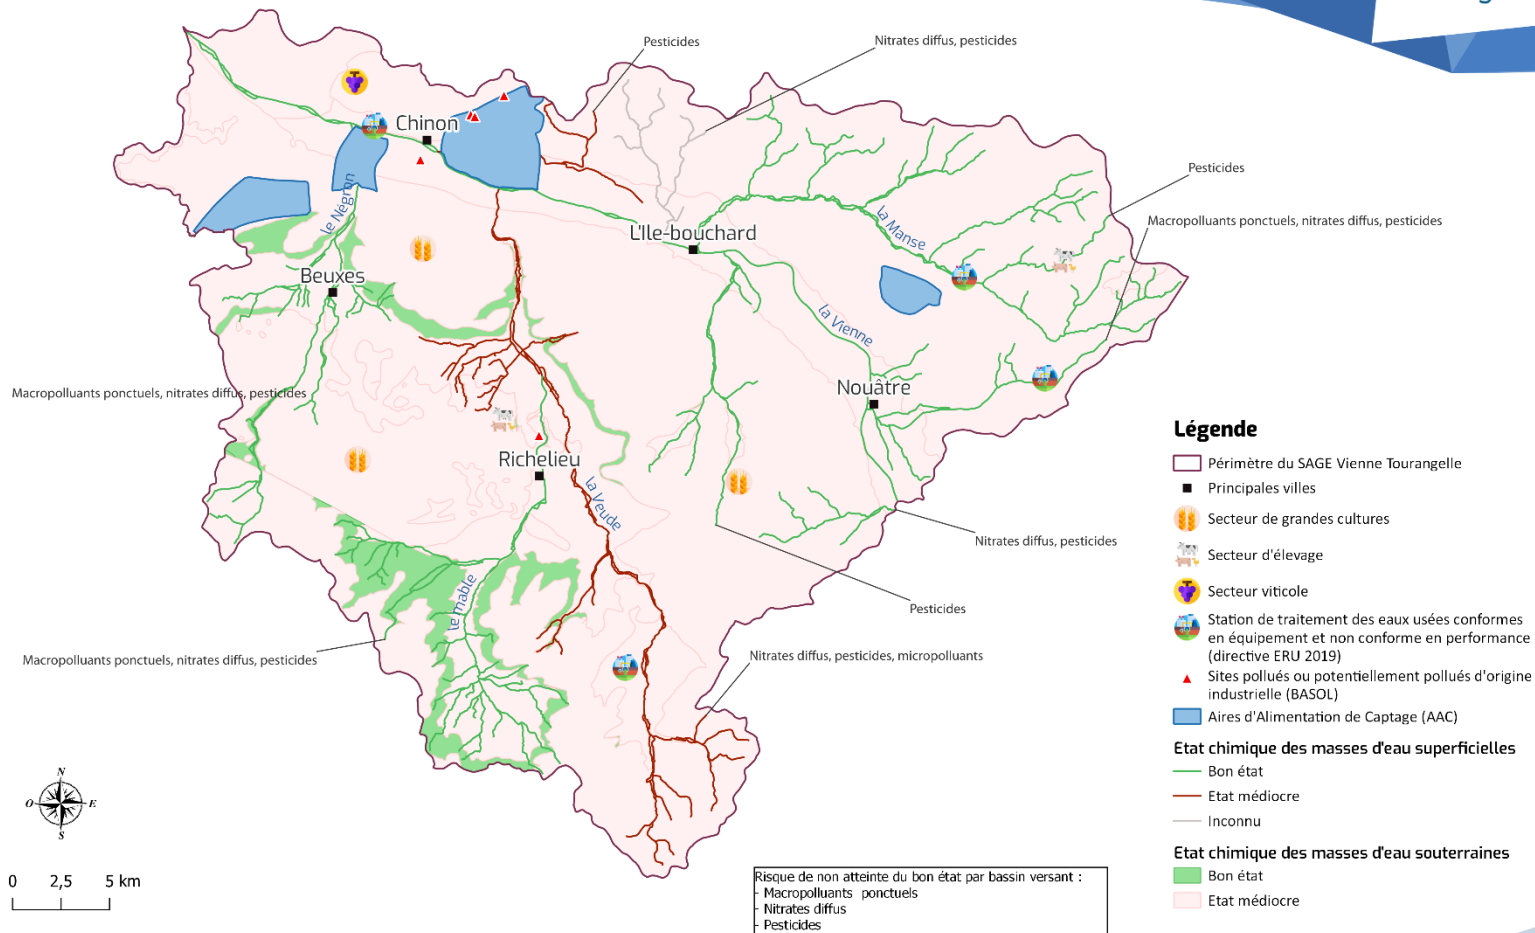 Pesticides
Nitrates diffus, pesticides
Chinon
Pesticides
le Négron
la Manse
Macropolluants ponctuels, nitrates diffus, pesticides
L'Ile-bouchard
Beuxes
la Vienne
Nouâtre
Macropolluants ponctuels, nitrates diffus, pesticides
Richelieu
la Veude
Nitrates diffus, pesticides
le mable
Pesticides
Macropolluants ponctuels, nitrates diffus, pesticides
Nitrates diffus, pesticides, micropolluants
N
O
E
S
0 2,5 5 km
Risque de non atteinte du bon état par bassin versant :
- Macropolluants ponctuels
- Nitrates diffus
- Pesticides
Légende
Périmètre du SAGE Vienne Tourangelle
Principales villes
Secteur de grandes cultures
Secteur d'élevage
Secteur viticole
Station de traitement des eaux usées conformes
en équipement et non conforme en performance
(directive ERU 2019)
Sites pollués ou potentiellement pollués d'origine
industrielle (BASOL)
Aires d'Alimentation de Captage (AAC)
Etat chimique des masses d'eau superficielles
Bon état
Etat médiocre
Inconnu
Etat chimique des masses d'eau souterraines
Bon état
Etat médiocre